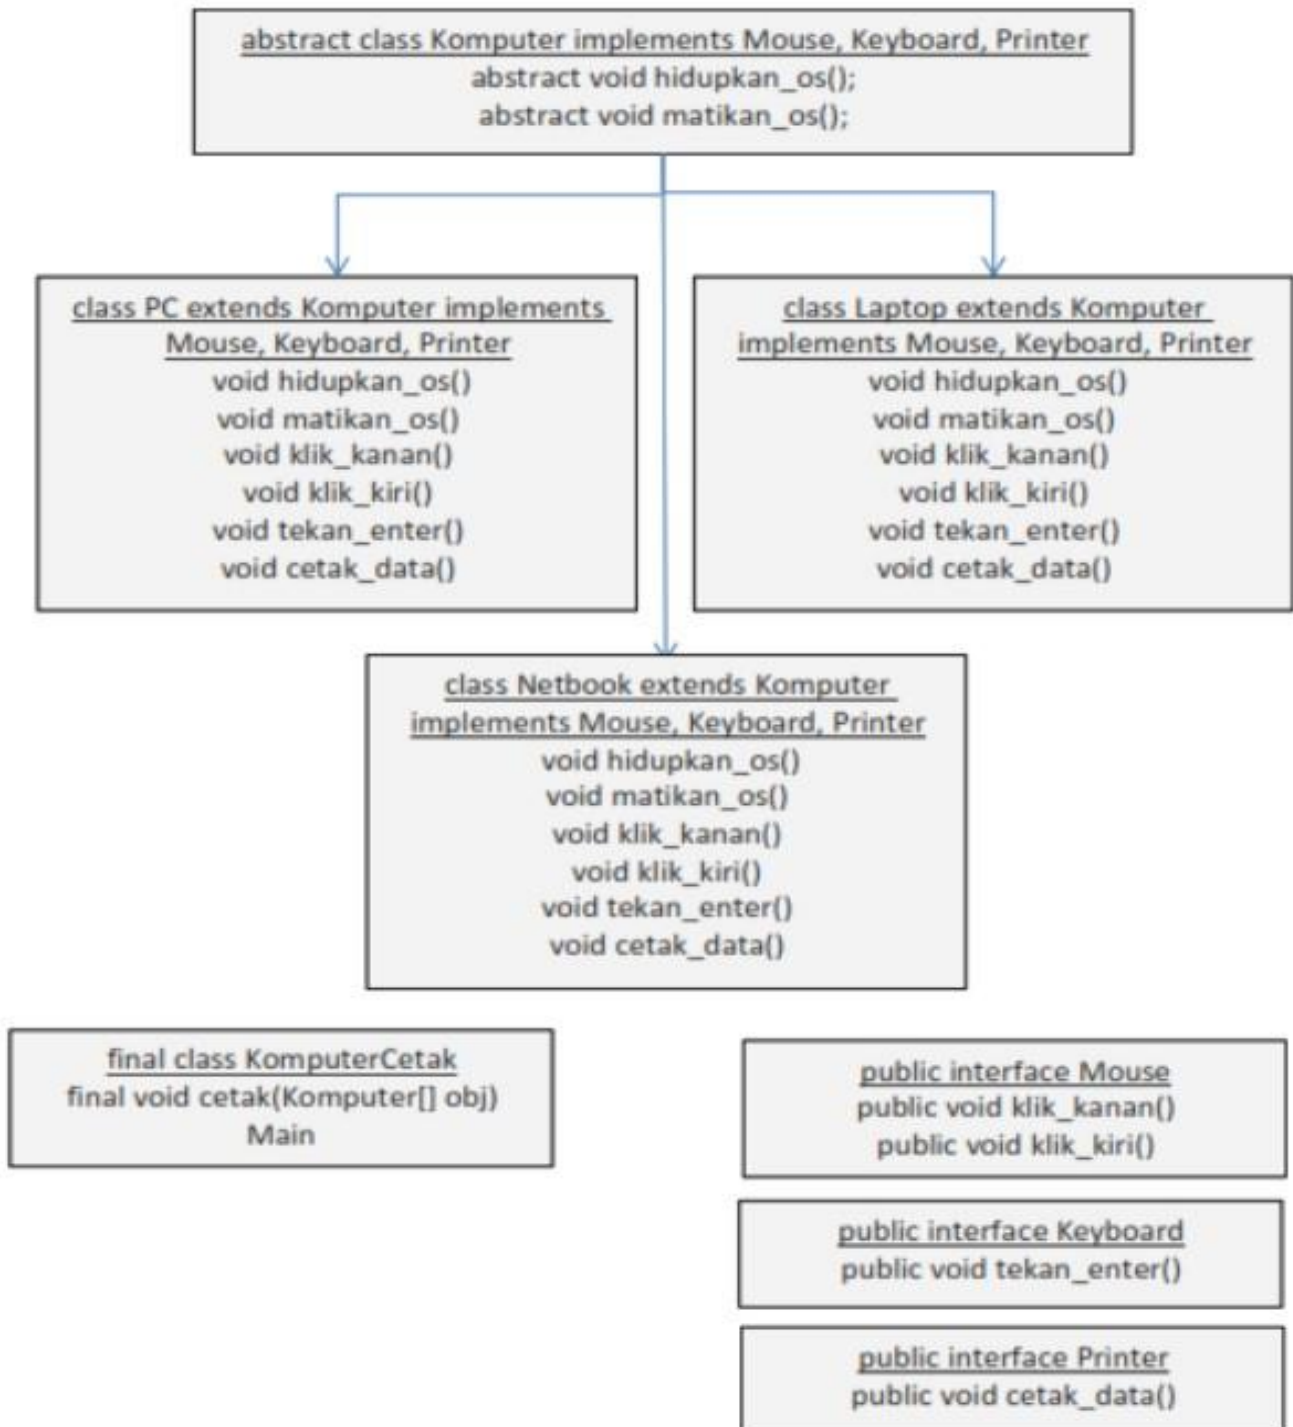 abstract class Komputer implements Mouse, Keyboard, Printer
abstract void hidupkan_os();
abstract void matikan_os();
class PC extends Komputer implements
Mouse, Keyboard, Printer
void hidupkan_os()
void matikan_os()
void klik_kanan()
void klik_kiri()
void tekan_enter()
void cetak_data()
class Laptop extends Komputer
implements Mouse, Keyboard, Printer
void hidupkan_os()
void matikan_os()
void klik_kanan()
void klik_kiri()
void tekan_enter()
void cetak_data()
class Netbook extends Komputer
implements Mouse, Keyboard, Printer
void hidupkan_os()
void matikan_os()
void klik_kanan()
void klik_kiri()
void tekan_enter()
void cetak_data()
final class KomputerCetak
final void cetak(Komputer[] obj)
Main
public interface Mouse
public void klik_kanan()
public void klik_kiri()
public interface Keyboard
public void tekan_enter()
public interface Printer
public void cetak_data()